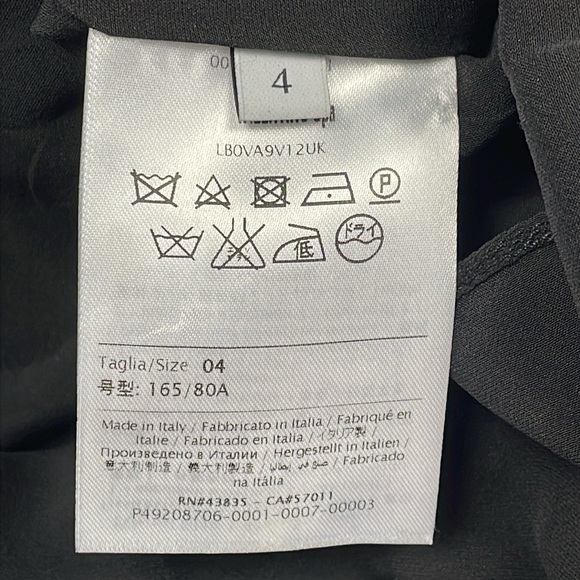 00
4
LB0VA9V12UK
P
低
ドライ
Taglia/Size 04
号型: 165/80A
Made in Italy / Fabbricato in Italia / Fabriqué en
Italie / Fabricado en Italia / イタリア製 /
Произведено в Италии / Hergestellt in Italien /
意大利制造 / 義大利製造 / صنع في إيطاليا / Fabricado
na Itália
RN#43835 - CA#57011
P49208706-0001-0007-00003